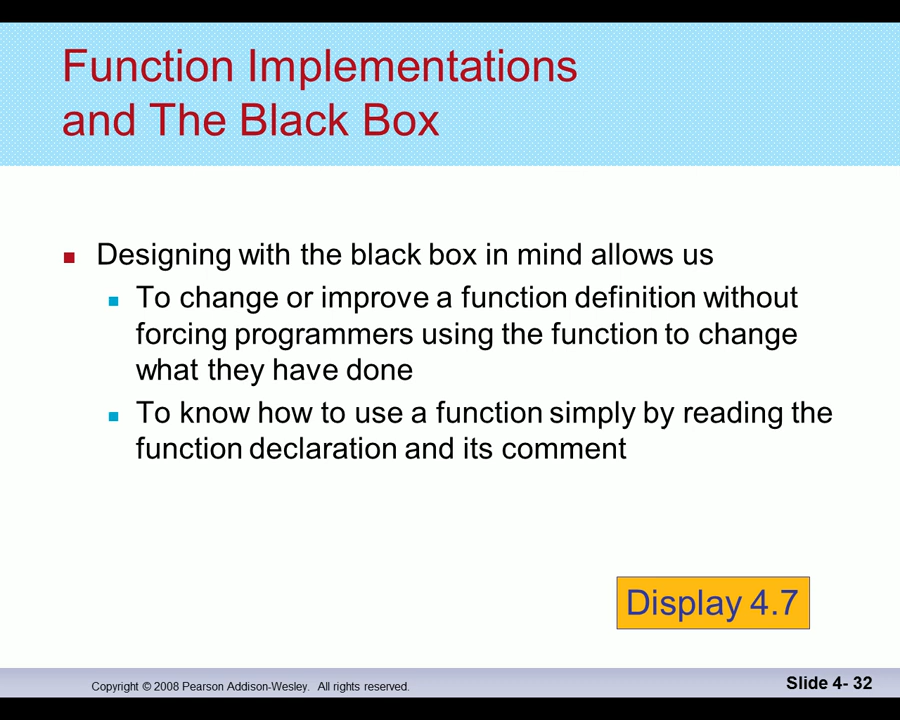 Function Implementations
and The Black Box
Designing with the black box in mind allows us
To change or improve a function definition without
forcing programmers using the function to change
what they have done
To know how to use a function simply by reading the
function declaration and its comment
Display 4.7
Copyright © 2008 Pearson Addison-Wesley. All rights reserved.
Slide 4- 32